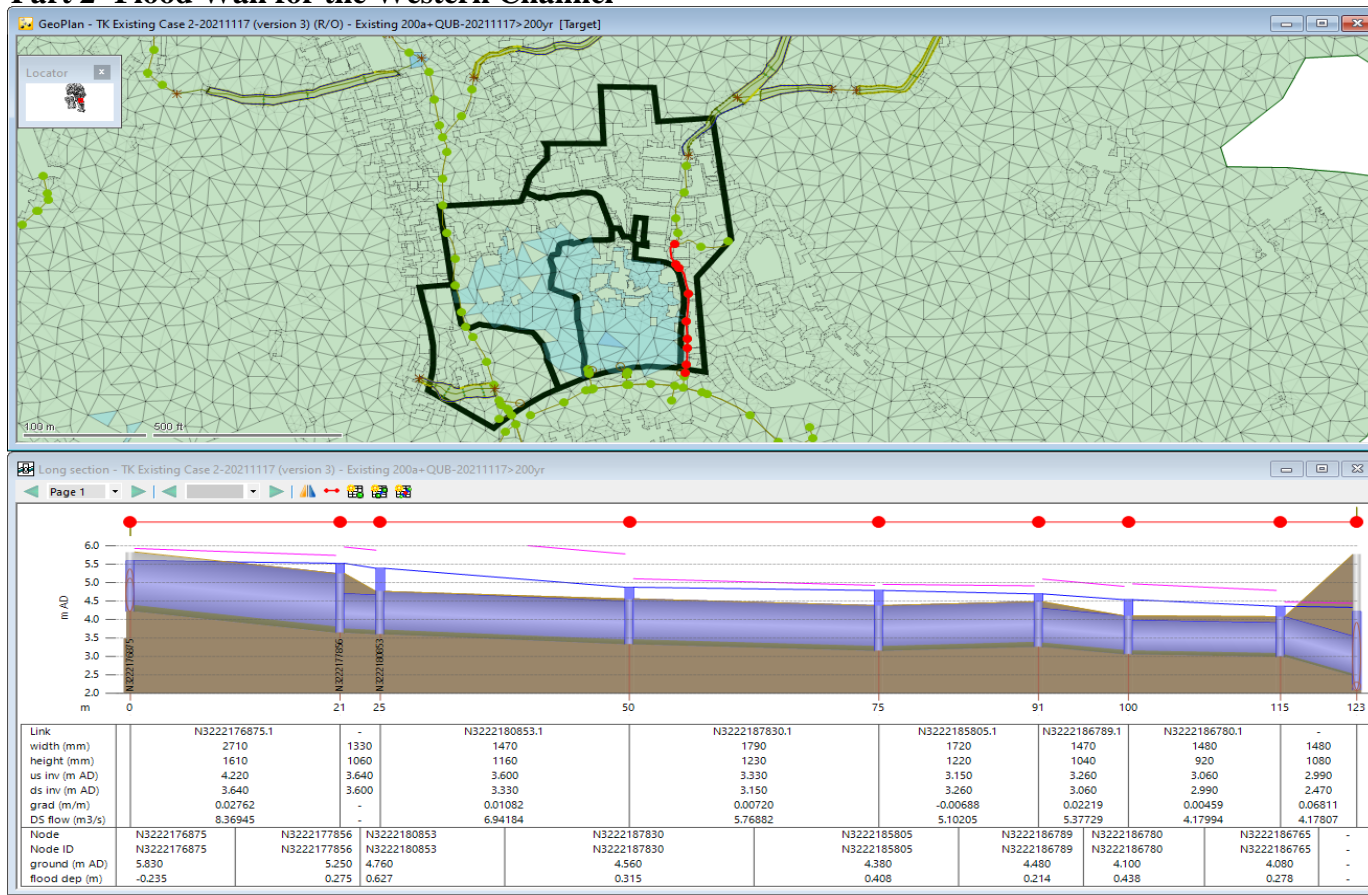 Part 2 Flood Wall for the Western Channel
GeoPlan - TK Existing Case 2-20211117 (version 3) (R/O) - Existing 200a+QUB-20211117>200yr [Target]
Locator
100 m 500 ft
Long section - TK Existing Case 2-20211117 (version 3) - Existing 200a+QUB-20211117>200yr
Page 1
6.0
5.5
5.0
4.5
4.0
3.5
3.0
2.5
2.0
m AD
N3222176875
N3222177856
N3222180853
m 0 21 25 50 75 91 100 115 123
Link N3222176875.1 - N3222180853.1 N3222187830.1 N3222185805.1 N3222186789.1 N3222186780.1 -
width (mm) 2710 1330 1470 1790 1720 1470 1480 1480
height (mm) 1610 1060 1160 1230 1220 1040 920 1080
us inv (m AD) 4.220 3.640 3.600 3.330 3.150 3.260 3.060 2.990
ds inv (m AD) 3.640 3.600 3.330 3.150 3.260 3.060 2.990 2.470
grad (m/m) 0.02762 - 0.01082 0.00720 -0.00688 0.02219 0.00459 0.06811
DS flow (m3/s) 8.36945 - 6.94184 5.76882 5.10205 5.37729 4.17994 4.17807
Node N3222176875 N3222177856 N3222180853 N3222187830 N3222185805 N3222186789 N3222186780 N3222186765 -
Node ID N3222176875 N3222177856 N3222180853 N3222187830 N3222185805 N3222186789 N3222186780 N3222186765 -
ground (m AD) 5.830 5.250 4.760 4.560 4.380 4.480 4.100 4.080 -
flood dep (m) -0.235 0.275 0.627 0.315 0.408 0.214 0.438 0.278 -